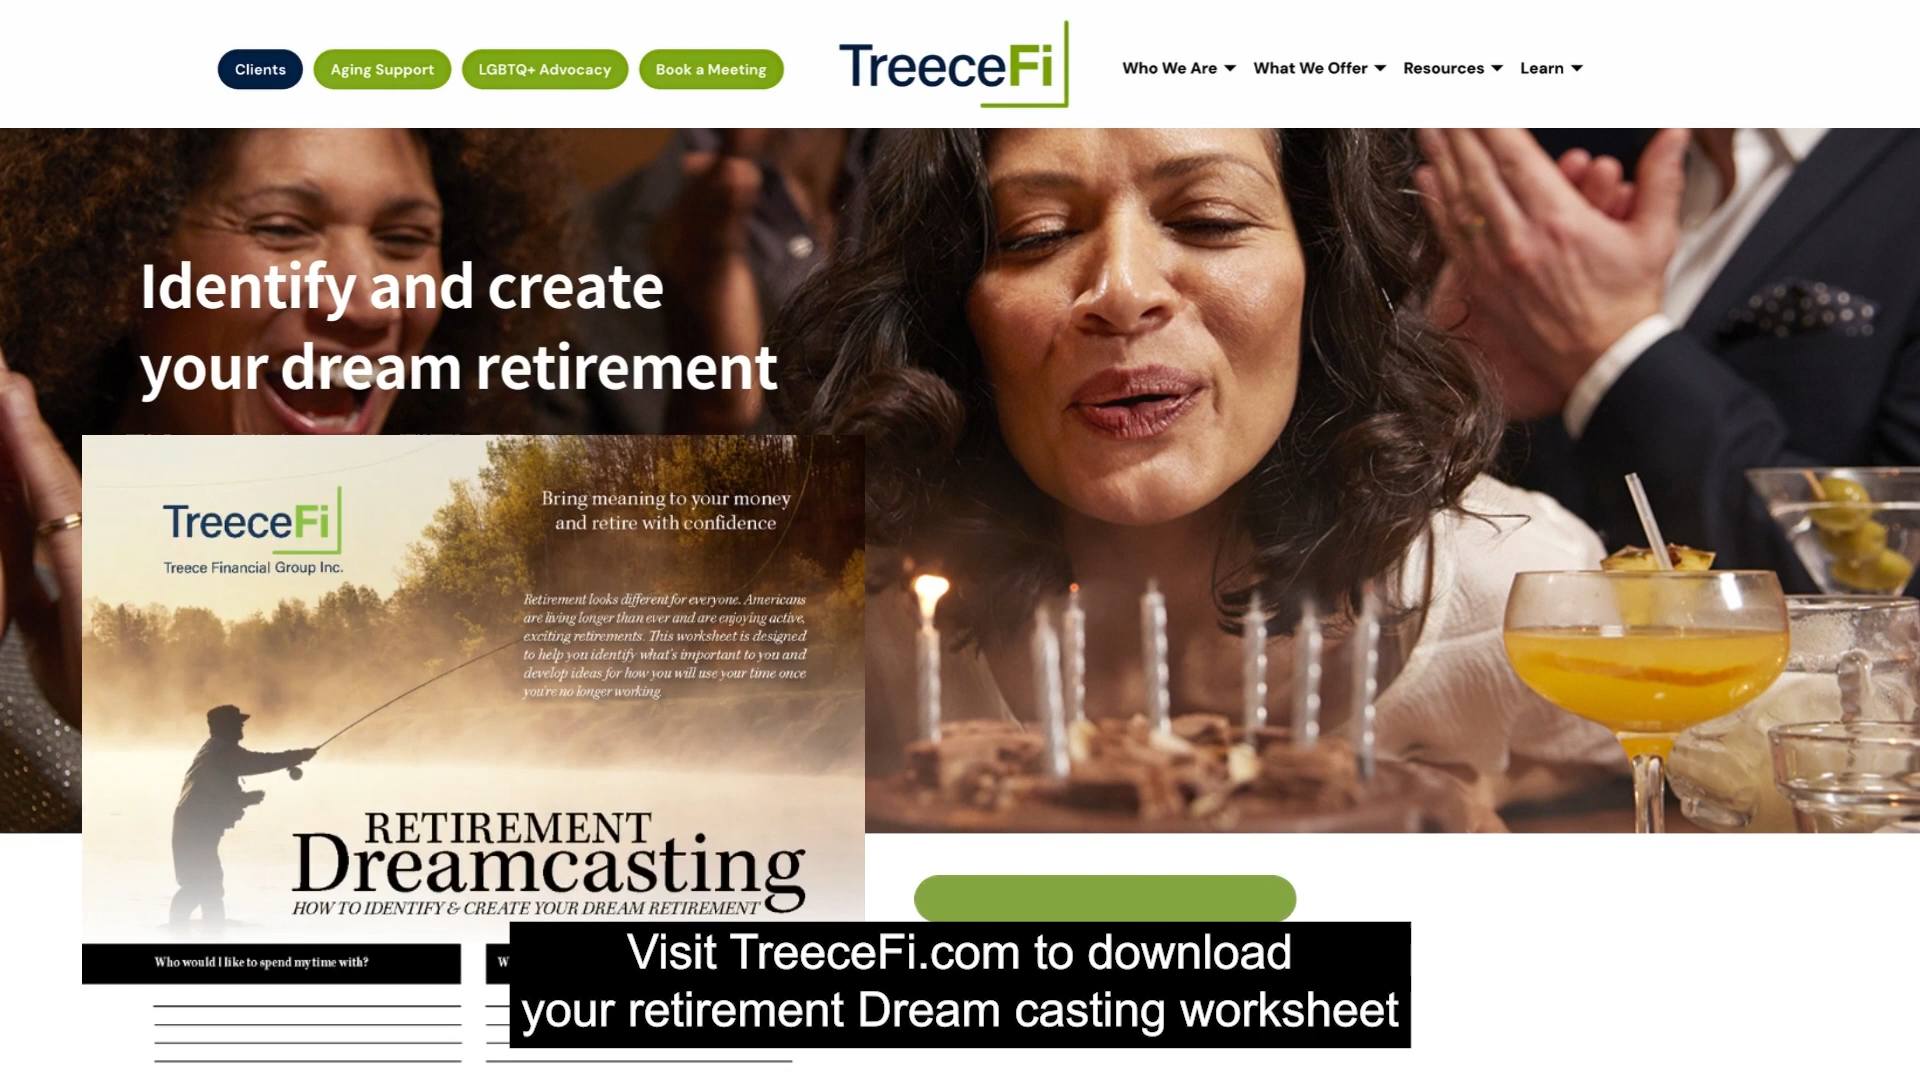 Clients
Aging Support
LGBTQ+ Advocacy
Book a Meeting
TreeceFi
Who We Are
What We Offer
Resources
Learn
Identify and create
your dream retirement
TreeceFi
Treece Financial Group Inc.
Bring meaning to your money
and retire with confidence
Retirement looks different for everyone. Americans
are living longer than ever and are enjoying active,
exciting retirements. This worksheet is designed
to help you identify what's important to you and
develop ideas for how you will use your time once
you're no longer working.
RETIREMENT
Dreamcasting
HOW TO IDENTIFY & CREATE YOUR DREAM RETIREMENT
Who would I like to spend my time with?
W
Visit TreeceFi.com to download
your retirement Dream casting worksheet